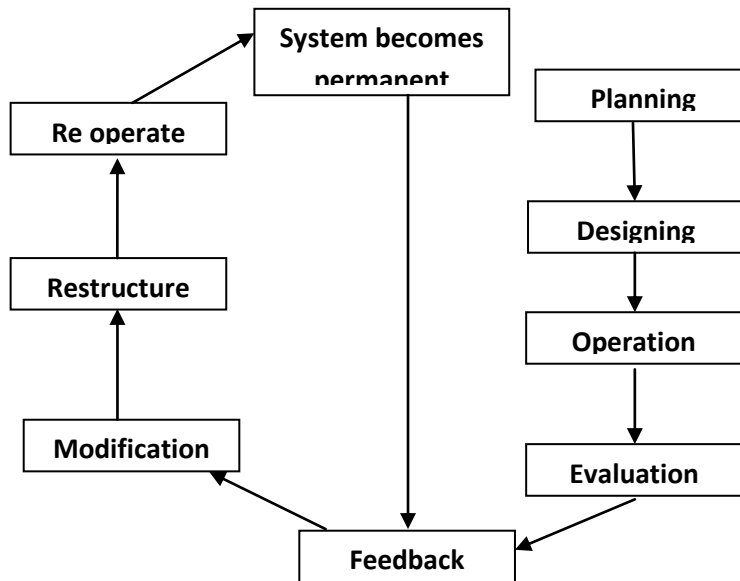 System becomes
permanent
Planning
Re operate
Designing
Restructure
Operation
Modification
Evaluation
Feedback